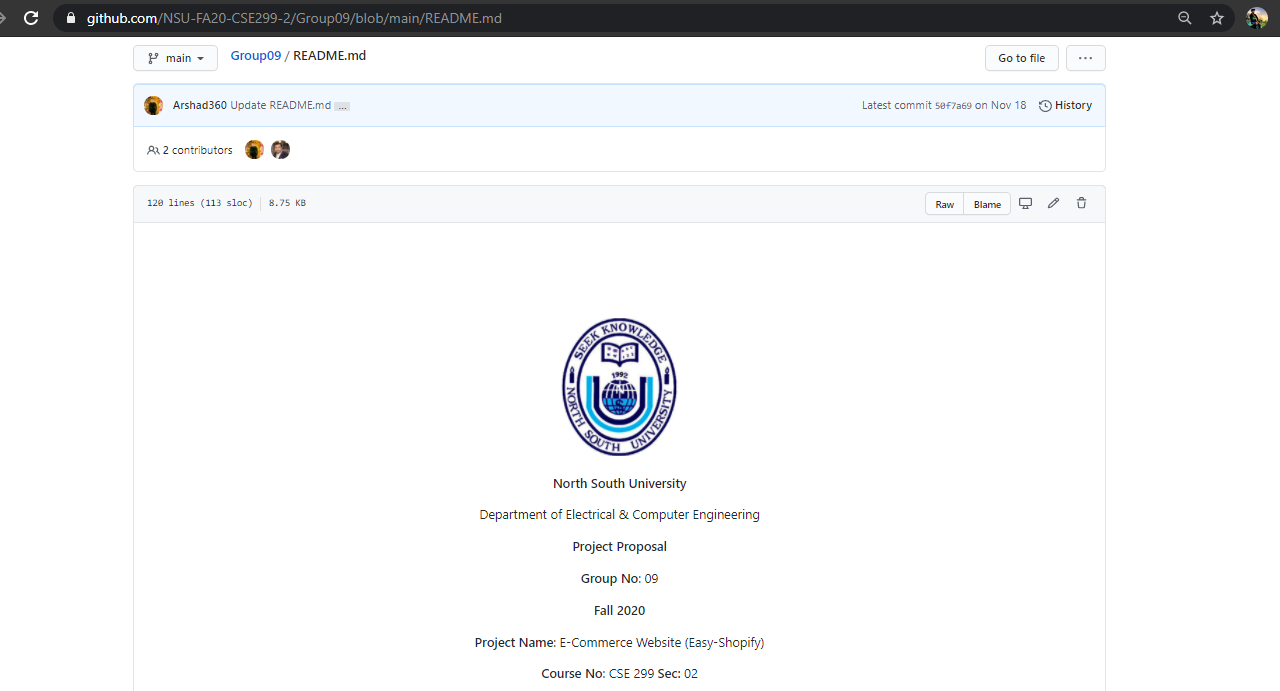 github.com/NSU-FA20-CSE299-2/Group09/blob/main/README.md
main Group09 / README.md Go to file ...
Arshad360 Update README.md ... Latest commit 50f7a69 on Nov 18 History
2 contributors
120 lines (113 sloc) 8.75 KB Raw Blame
SEEK KNOWLEDGE
1992
NORTH SOUTH UNIVERSITY
North South University
Department of Electrical & Computer Engineering
Project Proposal
Group No: 09
Fall 2020
Project Name: E-Commerce Website (Easy-Shopify)
Course No: CSE 299 Sec: 02